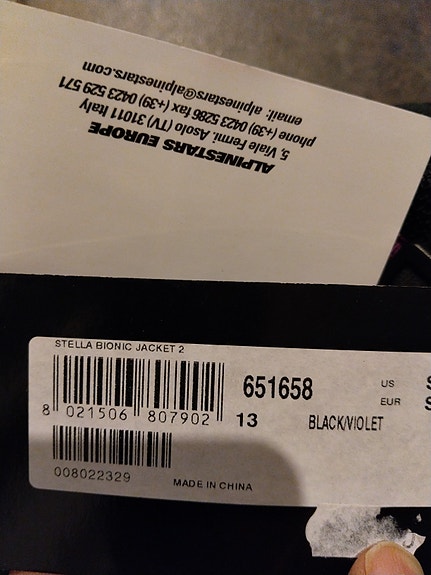 ALPINESTARS EUROPE
5, Viale Fermi Asolo (TV) 31011 Italy
phone (+39) 0423 5286 fax (+39) 0423 529 571
email: alpinestars@alpinestars.com
STELLA BIONIC JACKET 2
8 021506 807902
13
651658
BLACK/VIOLET
US S
EUR S
008022329
MADE IN CHINA